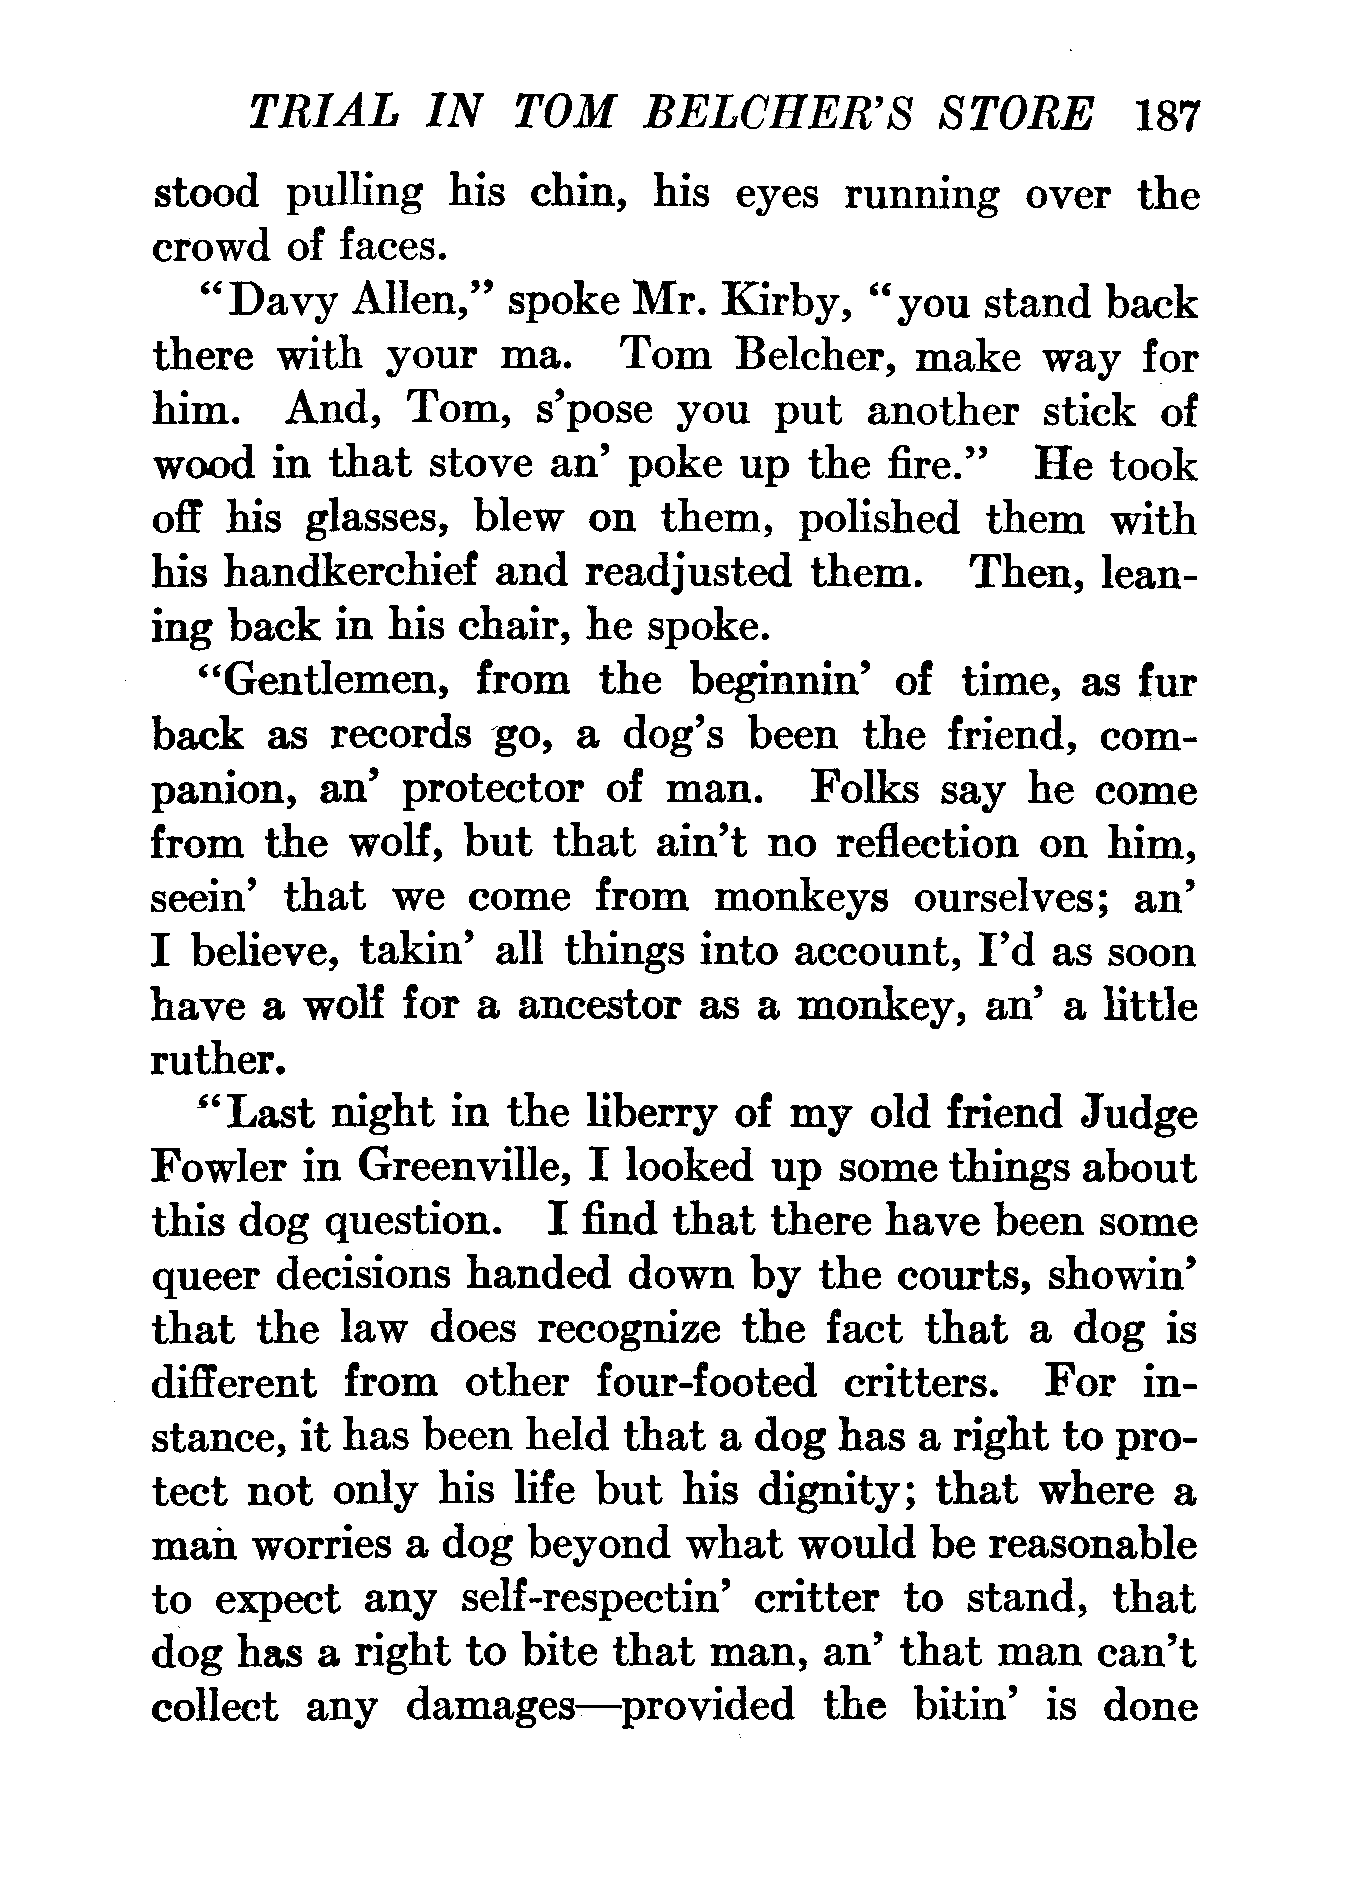 TRIAL IN TOM BELCHER'S STORE 187
stood pulling his chin, his eyes running over the
crowd of faces.
“Davy Allen,” spoke Mr. Kirby, “you stand back
there with your ma. Tom Belcher, make way for
him. And, Tom, s’pose you put another stick of
wood in that stove an’ poke up the fire.” He took
off his glasses, blew on them, polished them with
his handkerchief and readjusted them. Then, lean-
ing back in his chair, he spoke.
“Gentlemen, from the beginnin’ of time, as fur
back as records go, a dog’s been the friend, com-
panion, an’ protector of man. Folks say he come
from the wolf, but that ain’t no reflection on him,
seein’ that we come from monkeys ourselves; an’
I believe, takin’ all things into account, I’d as soon
have a wolf for a ancestor as a monkey, an’ a little
ruther.
“Last night in the liberry of my old friend Judge
Fowler in Greenville, I looked up some things about
this dog question. I find that there have been some
queer decisions handed down by the courts, showin’
that the law does recognize the fact that a dog is
different from other four-footed critters. For in-
stance, it has been held that a dog has a right to pro-
tect not only his life but his dignity; that where a
man worries a dog beyond what would be reasonable
to expect any self-respectin’ critter to stand, that
dog has a right to bite that man, an’ that man can’t
collect any damages—provided the bitin’ is done